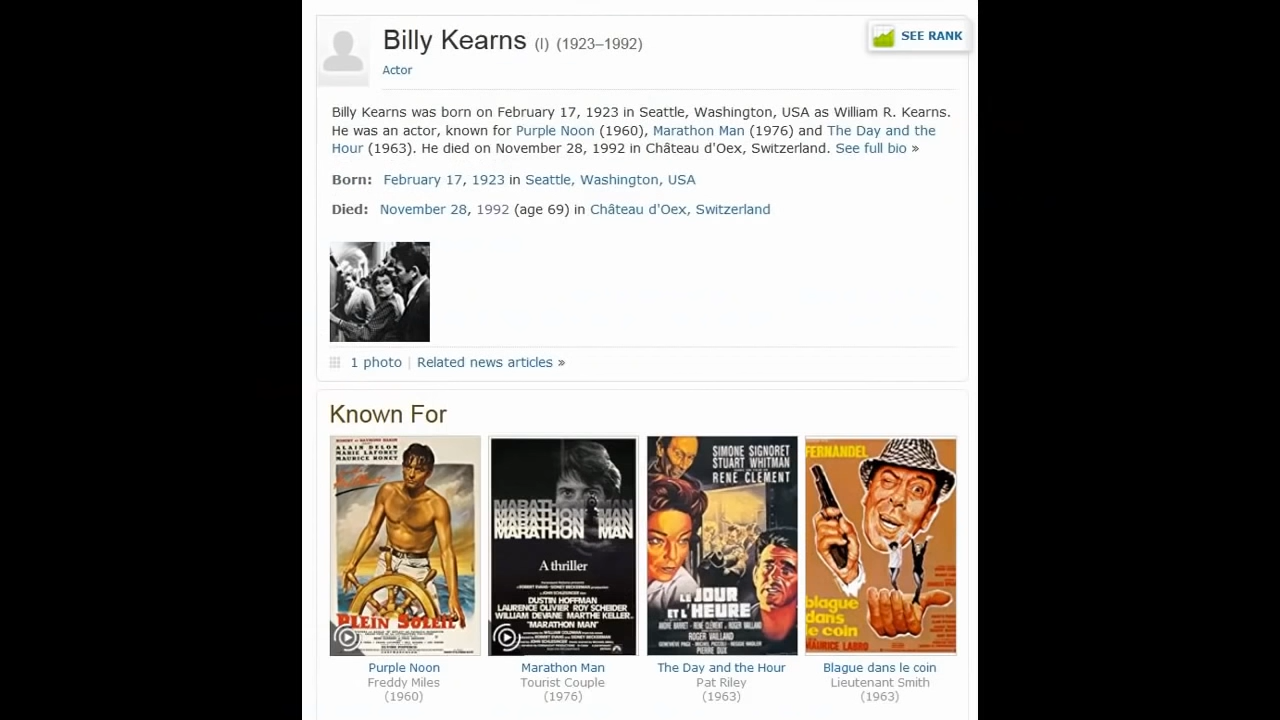 Billy Kearns (I) (1923–1992)
SEE RANK
Actor
Billy Kearns was born on February 17, 1923 in Seattle, Washington, USA as William R. Kearns.
He was an actor, known for Purple Noon (1960), Marathon Man (1976) and The Day and the
Hour (1963). He died on November 28, 1992 in Château d'Oex, Switzerland. See full bio »
Born: February 17, 1923 in Seattle, Washington, USA
Died: November 28, 1992 (age 69) in Château d'Oex, Switzerland
1 photo | Related news articles »
Known For
ALAIN DELON
MARIE LAFORET
MAURICE RONET
PLEIN SOLEIL
MARATHON MAN
MARATHON MAN
MARATHON MAN
MARATHON MAN
A thriller
DUSTIN HOFFMAN
LAURENCE OLIVIER ROY SCHEIDER
WILLIAM DEVANE MARTHE KELLER
"MARATHON MAN"
SIMONE SIGNORET
STUART WHITMAN
RENÉ CLEMENT
LE JOUR
ET L'HEURE
ROGER VAILLAND
FERNANDEL
blague
dans
le coin
MAURICE LABRO
Purple Noon
Freddy Miles
(1960)
Marathon Man
Tourist Couple
(1976)
The Day and the Hour
Pat Riley
(1963)
Blague dans le coin
Lieutenant Smith
(1963)